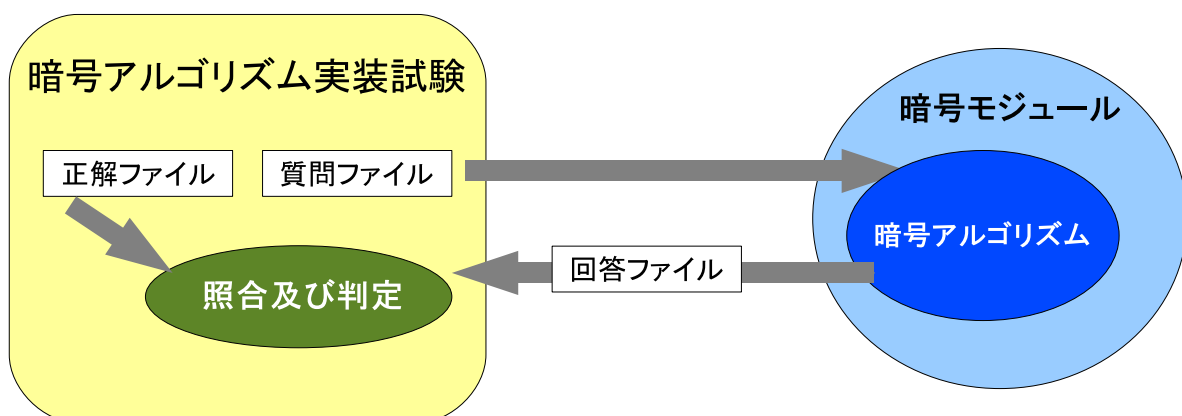 暗号アルゴリズム実装試験
暗号モジュール
正解ファイル
質問ファイル
暗号アルゴリズム
回答ファイル
照合及び判定